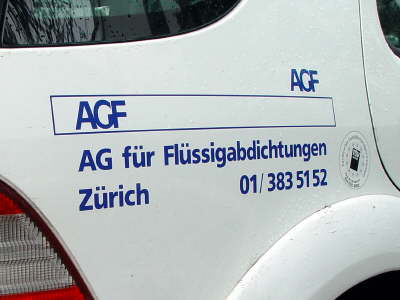 AGF
AGF
AG für Flüssigabdichtungen
Zürich 01/383 51 52